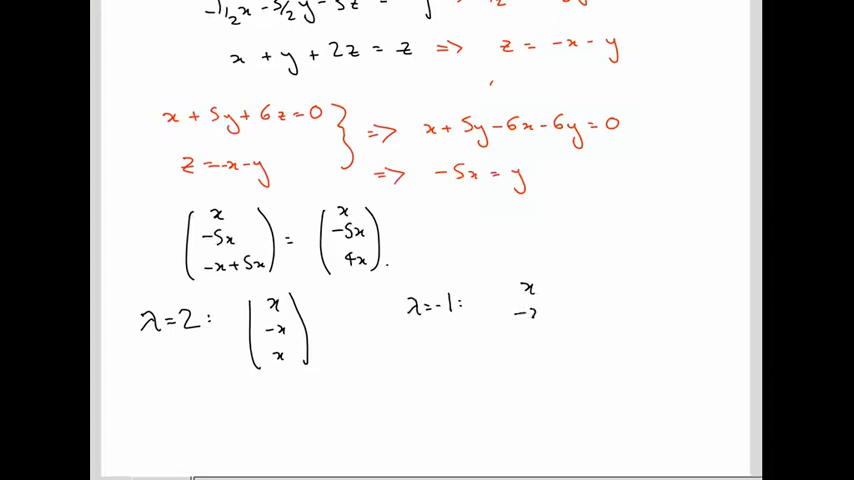 -1/2x - 5/2y - 3z =
x + y + 2z = z => z = -x - y
x + 5y + 6z = 0 } => x + 5y - 6x - 6y = 0
z = -x - y => -5x = y
(x, -5x, -x+5x) = (x, -5x, 4x).
λ=2: (x, -x, x) λ=-1: x